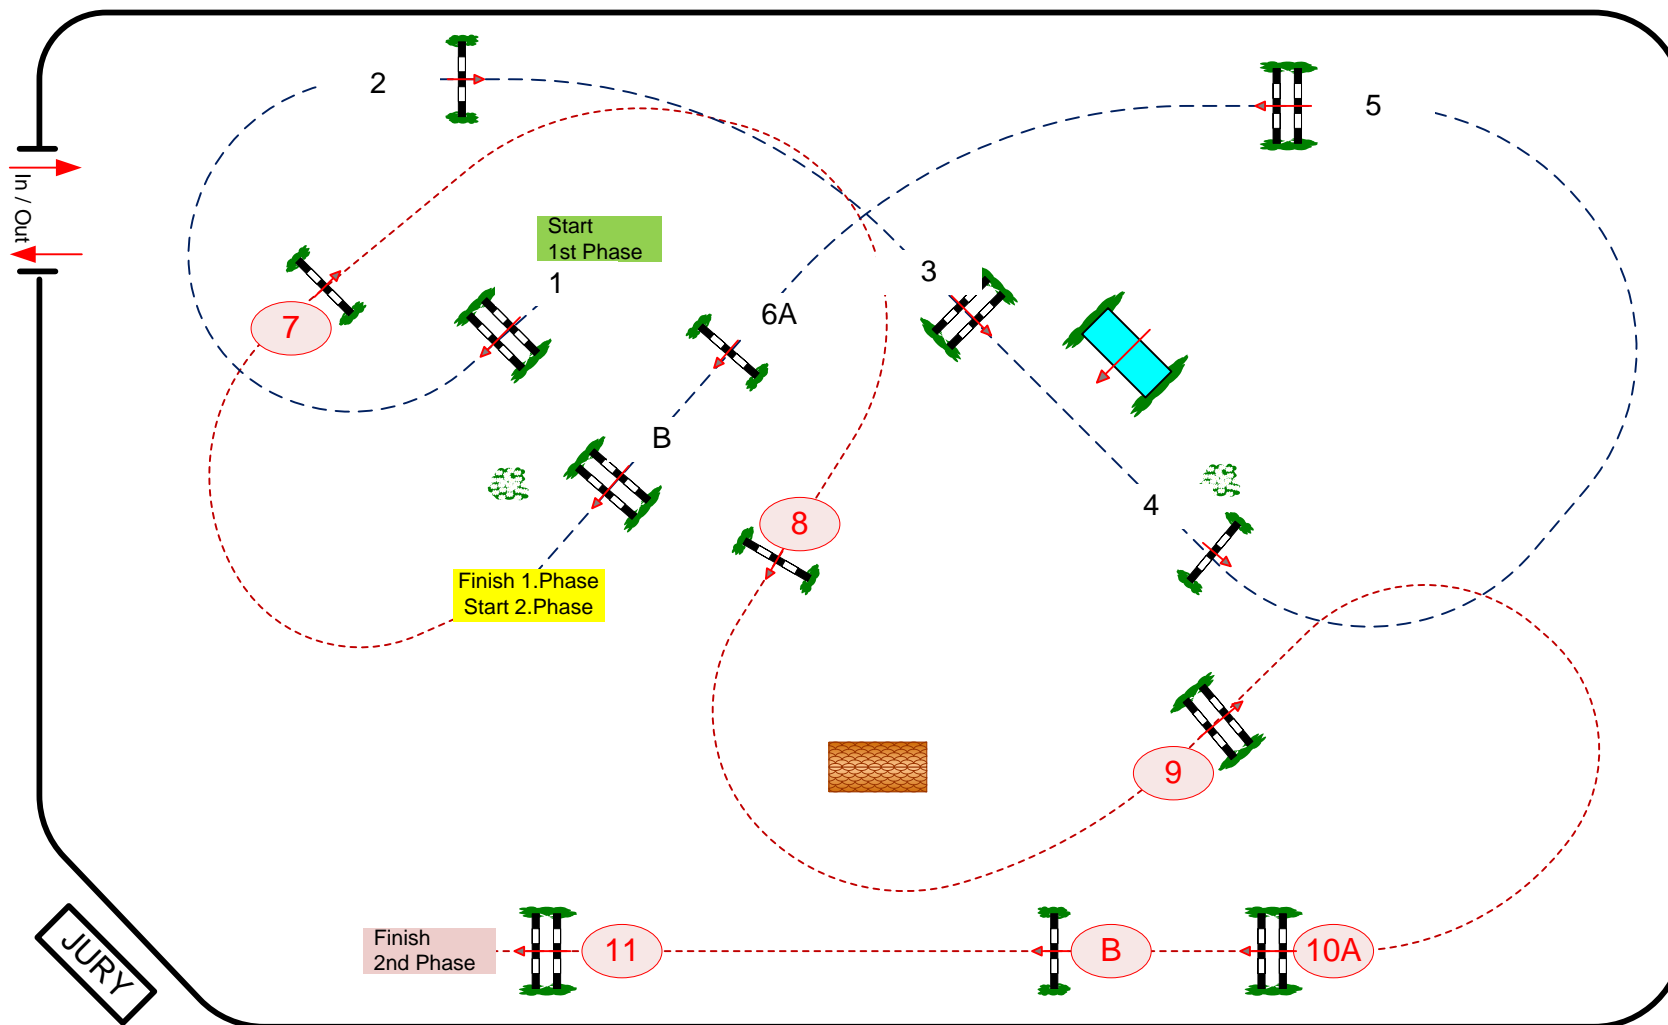 2
5
In / Out
Start
1st Phase
1
3
6A
7
B
4
8
Finish 1.Phase
Start 2.Phase
9
11
B
10A
Finish
2nd Phase
JURY